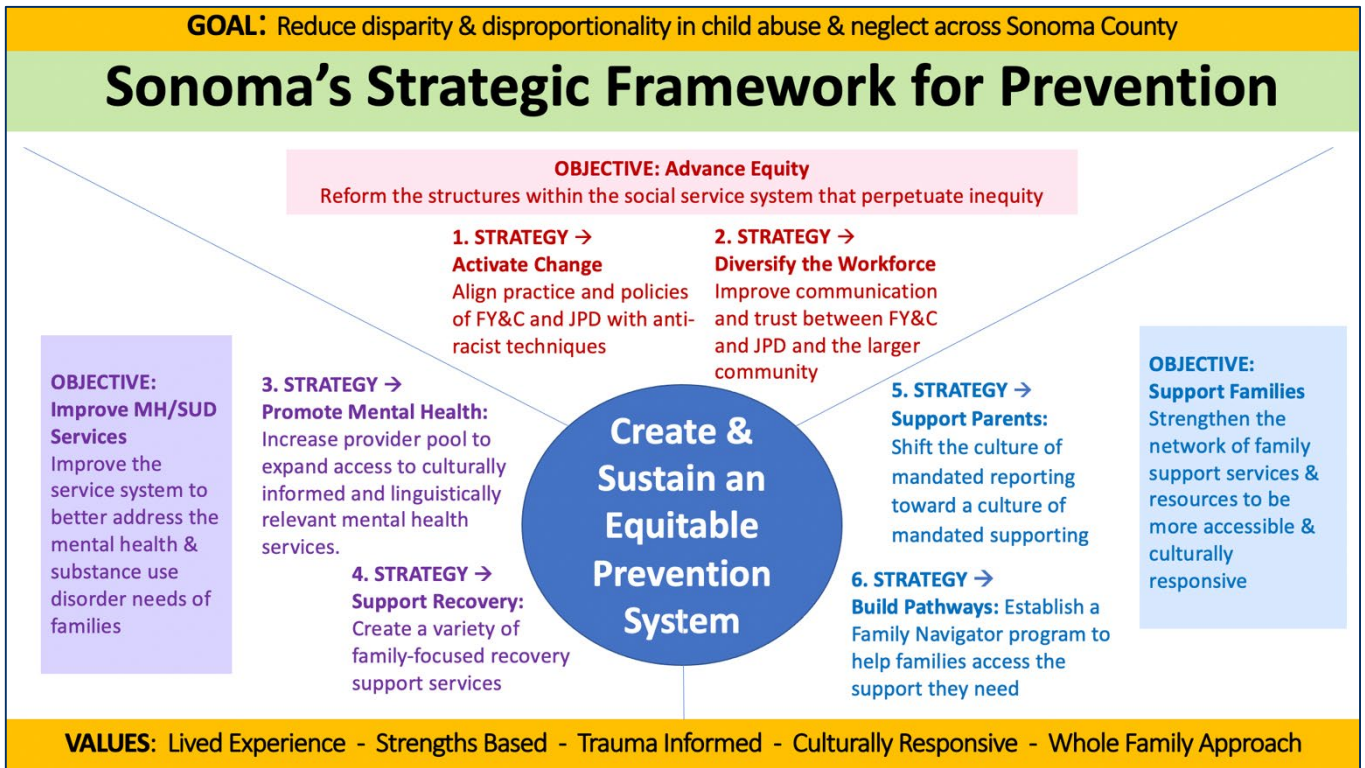 GOAL: Reduce disparity & disproportionality in child abuse & neglect across Sonoma County
Sonoma's Strategic Framework for Prevention
OBJECTIVE: Advance Equity
Reform the structures within the social service system that perpetuate inequity
1. STRATEGY →
Activate Change
Align practice and policies
of FY&C and JPD with anti-
racist techniques
2. STRATEGY →
Diversify the Workforce
Improve communication
and trust between FY&C
and JPD and the larger
community
OBJECTIVE:
Improve MH/SUD
Services
Improve the
service system to
better address the
mental health &
substance use
disorder needs of
families
3. STRATEGY →
Promote Mental Health:
Increase provider pool to
expand access to culturally
informed and linguistically
relevant mental health
services.
4. STRATEGY →
Support Recovery:
Create a variety of
family-focused recovery
support services
Create &
Sustain an
Equitable
Prevention
System
5. STRATEGY →
Support Parents:
Shift the culture of
mandated reporting
toward a culture of
mandated supporting
6. STRATEGY →
Build Pathways: Establish a
Family Navigator program to
help families access the
support they need
OBJECTIVE:
Support Families
Strengthen the
network of family
support services &
resources to be
more accessible &
culturally
responsive
VALUES: Lived Experience - Strengths Based - Trauma Informed - Culturally Responsive - Whole Family Approach